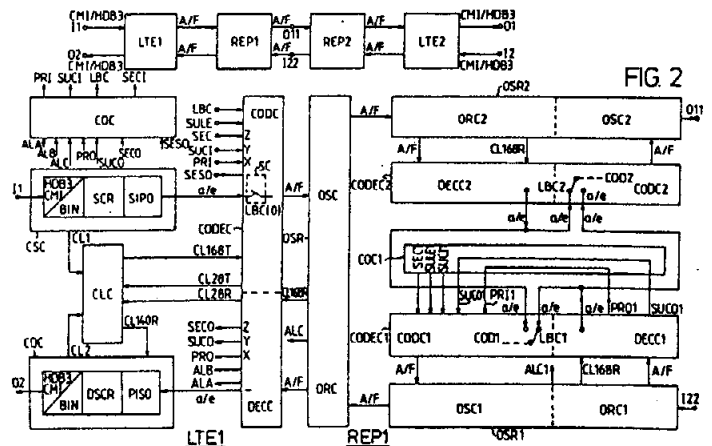 CMI/HDB3 A/F A/F A/F CMI/HDB3
I1 O11 O1
LTE1 REP1 REP2 LTE2
O2 I22 I2
CMI/HDB3 A/F A/F A/F CMI/HDB3
FIG. 2
PRI SUCI LBC SECI
COC
ALA ALB ALC PRO SUCO SECO SESO
I1
HDB3 CMI BIN SCR SIPO
a/e
CSC
CL1
CLC
CL168T
CL28T
CL28R
CL168R
CL140R
CL2
COC
O2
HDB3 CMI BIN DSCR PISO
a/e
LTE1
LBC
SULE
SEC Z
SUCI Y
PRI X
SESO
CODC
SC
LBC(0)
CODEC
SECO Z
SUCO Y
PRO X
ALB
ALA
DECC
A/F
OSC
OSR
ALC
ORC
A/F
REP1
A/F
OSR2
ORC2 OSC2
O11
A/F CL168R A/F
CODEC2
DECC2 LBC2 COD2 CODC2
a/e a/e a/e
COC1
SEC1 SULE1 SUC1
SUC01 PRI1 a/e a/e a/e PRO1 SUCO1
CODEC1
CODC1 COD1 LBC1 DECC1
A/F ALC1 CL168R A/F
A/F
OSC1 ORC1
I22
OSR1